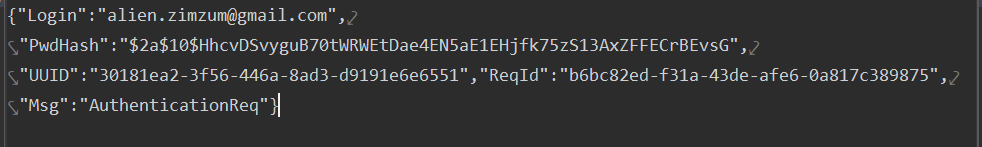 {"Login":"alien.zimzum@gmail.com",
"PwdHash":"$2a$10$HhcvDSvyguB70tWRWEtDae4EN5aE1EHjfk75zS13AxZFFECrBEvsG",
"UUID":"30181ea2-3f56-446a-8ad3-d9191e6e6551","ReqId":"b6bc82ed-f31a-43de-afe6-0a817c389875",
"Msg":"AuthenticationReq"}